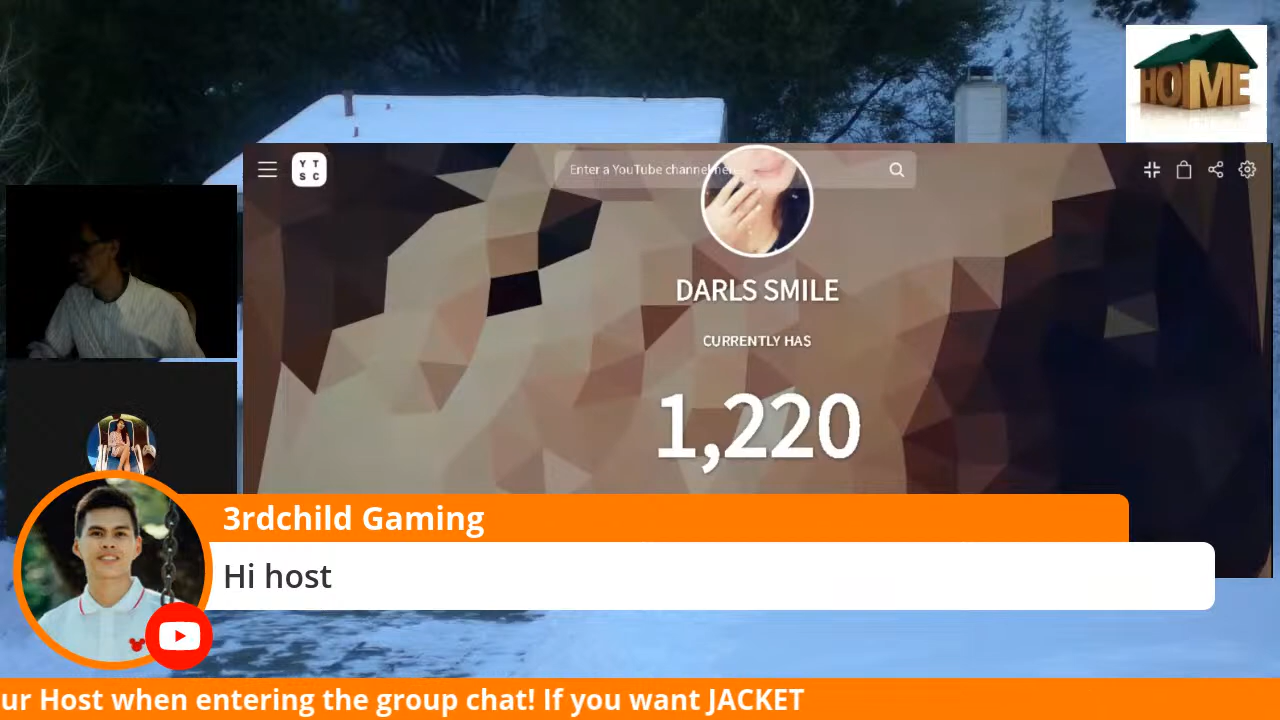 HOME
Y T
S C
Enter a YouTube channel
DARLS SMILE
CURRENTLY HAS
1,220
3rdchild Gaming
Hi host
ur Host when entering the group chat! If you want JACKET